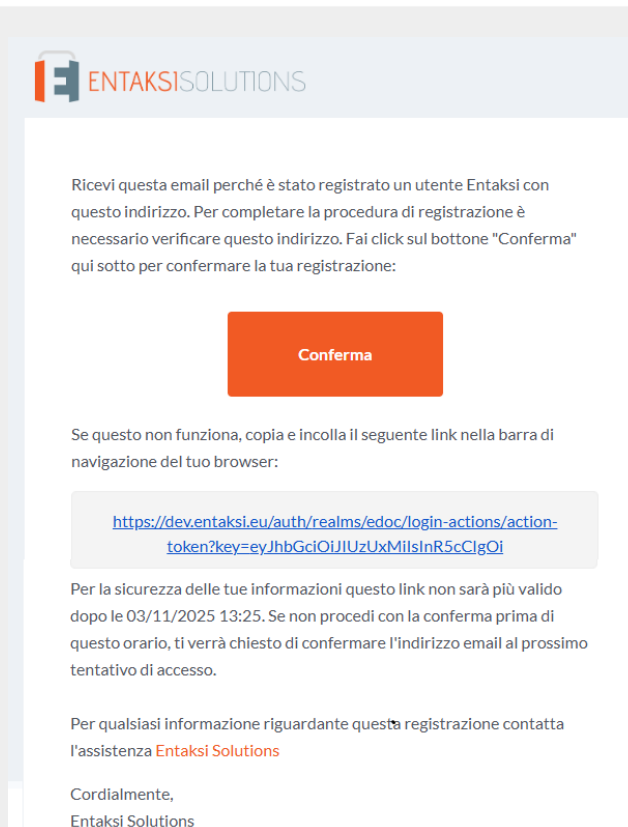 ENTAKSISOLUTIONS
Ricevi questa email perché è stato registrato un utente Entaksi con
questo indirizzo. Per completare la procedura di registrazione è
necessario verificare questo indirizzo. Fai click sul bottone "Conferma"
qui sotto per confermare la tua registrazione:
Conferma
Se questo non funziona, copia e incolla il seguente link nella barra di
navigazione del tuo browser:
https://dev.entaksi.eu/auth/realms/edoc/login-actions/action-
token?key=eyJhbGciOiJIUzUxMiIsInR5cCIgOi
Per la sicurezza delle tue informazioni questo link non sarà più valido
dopo le 03/11/2025 13:25. Se non procedi con la conferma prima di
questo orario, ti verrà chiesto di confermare l'indirizzo email al prossimo
tentativo di accesso.
Per qualsiasi informazione riguardante questa registrazione contatta
l'assistenza Entaksi Solutions
Cordialmente,
Entaksi Solutions